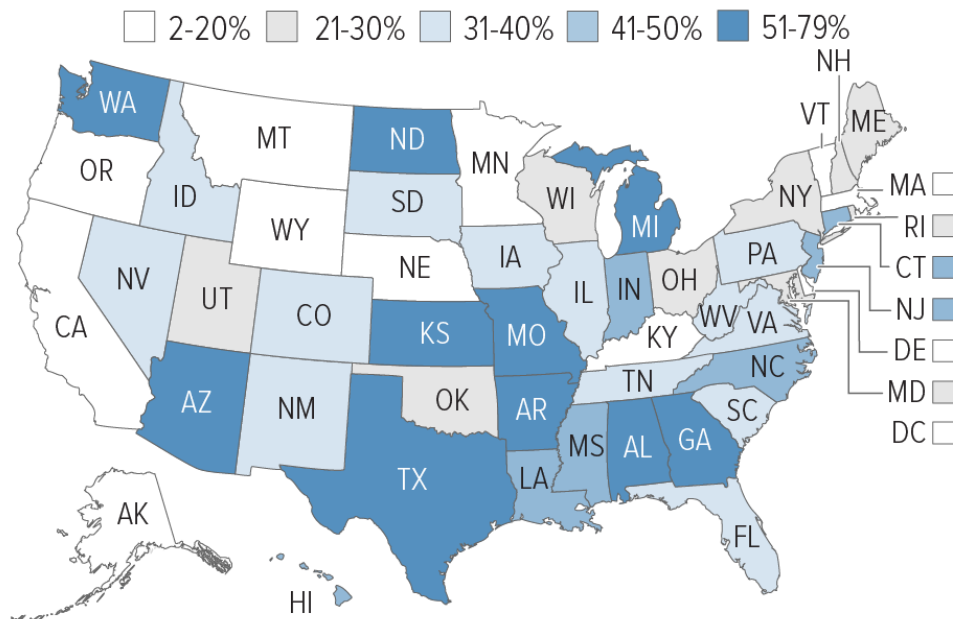 2-20% 21-30% 31-40% 41-50% 51-79%
NH
WA VT
ME
MT ND
OR MN
ID WI NY MA
SD MI
WY RI
IA PA
NE CT
NV IL IN OH
UT NJ
CA CO WV VA
KS MO KY DE
NC
TN MD
AZ NM OK AR SC
DC
MS AL GA
TX LA
AK FL
HI